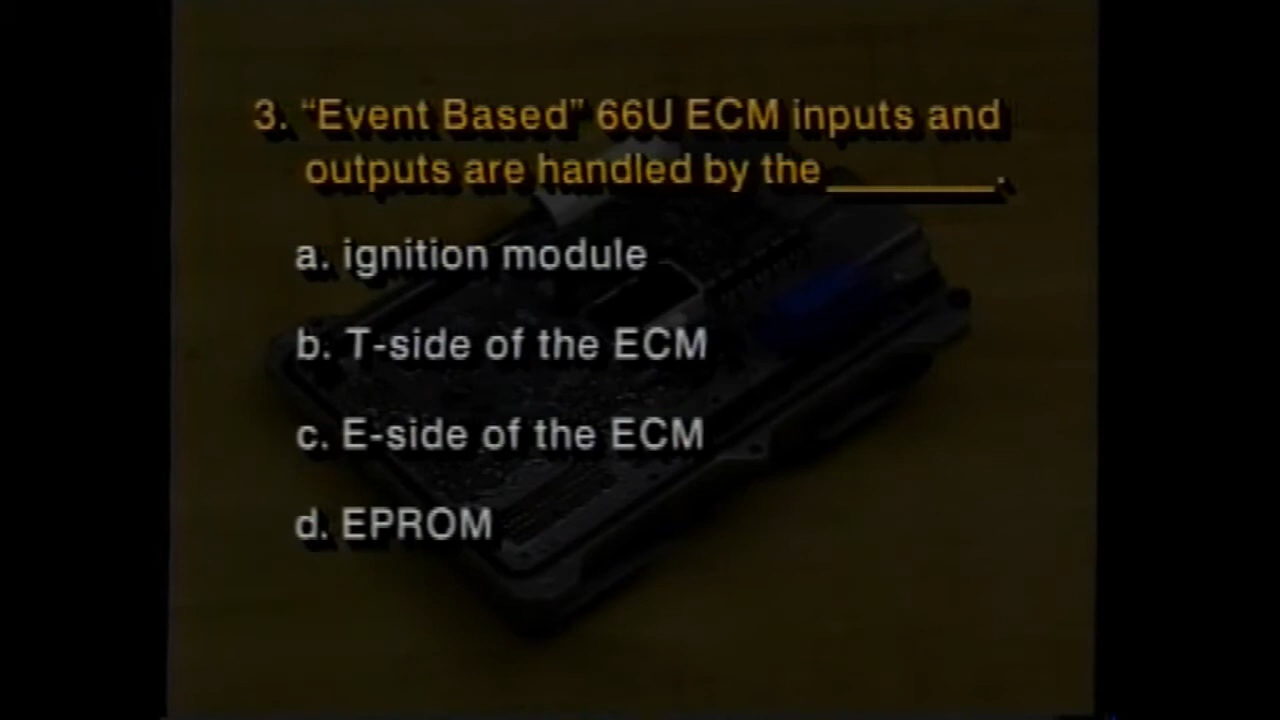 3. “Event Based” 66U ECM inputs and
outputs are handled by the ________.
a. ignition module
b. T-side of the ECM
c. E-side of the ECM
d. EPROM